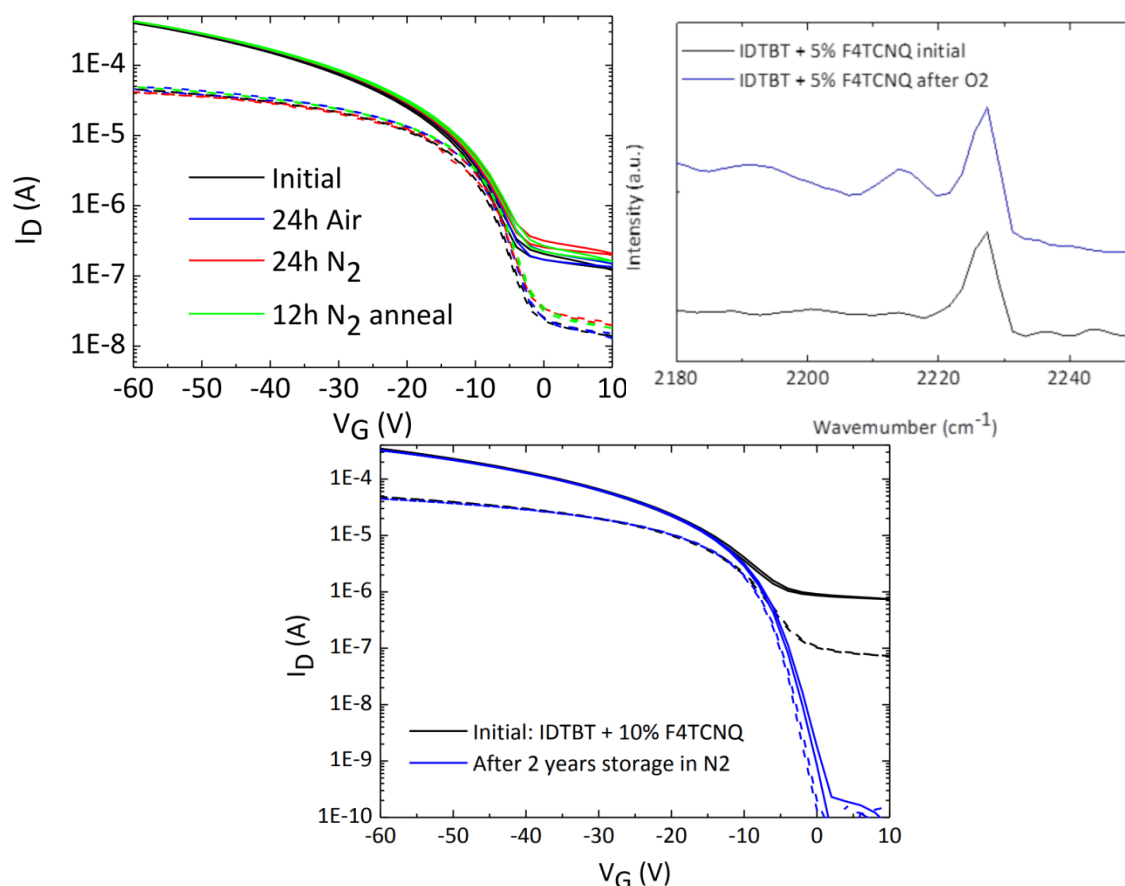 I_D (A)
1E-4
1E-5
1E-6
1E-7
1E-8
Initial
24h Air
24h N2
12h N2 anneal
-60 -50 -40 -30 -20 -10 0 10
V_G (V)
Intensity (a.u.)
IDTBT + 5% F4TCNQ initial
IDTBT + 5% F4TCNQ after O2
2180 2200 2220 2240
Wavemumber (cm-1)
I_D (A)
1E-4
1E-5
1E-6
1E-7
1E-8
1E-9
1E-10
Initial: IDTBT + 10% F4TCNQ
After 2 years storage in N2
-60 -50 -40 -30 -20 -10 0 10
V_G (V)